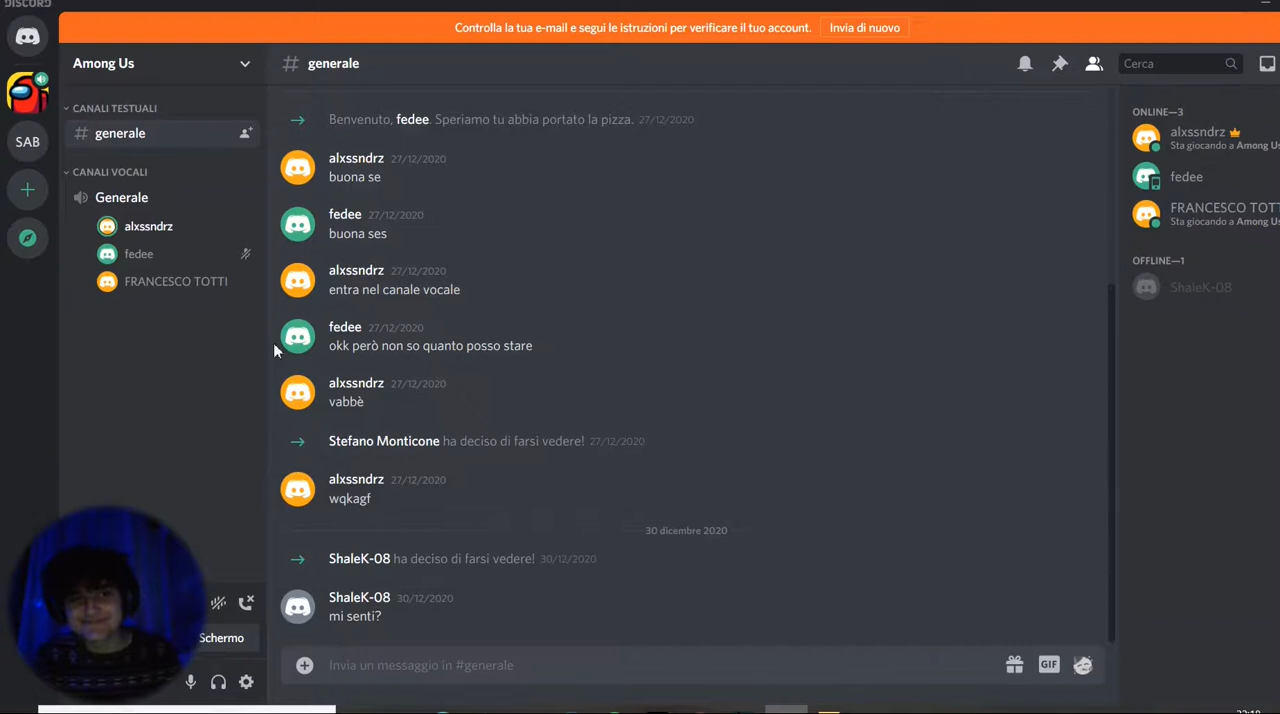 DISCORD
Controlla la tua e-mail e segui le istruzioni per verificare il tuo account.
Invia di nuovo
Among Us
generale
Cerca
CANALI TESTUALI
generale
CANALI VOCALI
Generale
alxssndrz
fedee
FRANCESCO TOTTI
SAB
Benvenuto, fedee. Speriamo tu abbia portato la pizza. 27/12/2020
alxssndrz 27/12/2020
buona se
fedee 27/12/2020
buona ses
alxssndrz 27/12/2020
entra nel canale vocale
fedee 27/12/2020
okk però non so quanto posso stare
alxssndrz 27/12/2020
vabbè
Stefano Monticone ha deciso di farsi vedere! 27/12/2020
alxssndrz 27/12/2020
wqkagf
30 dicembre 2020
ShaleK-08 ha deciso di farsi vedere! 30/12/2020
ShaleK-08 30/12/2020
mi senti?
Invia un messaggio in #generale
GIF
Schermo
ONLINE—3
alxssndrz
Sta giocando a Among Us
fedee
FRANCESCO TOTTI
Sta giocando a Among Us
OFFLINE—1
ShaleK-08